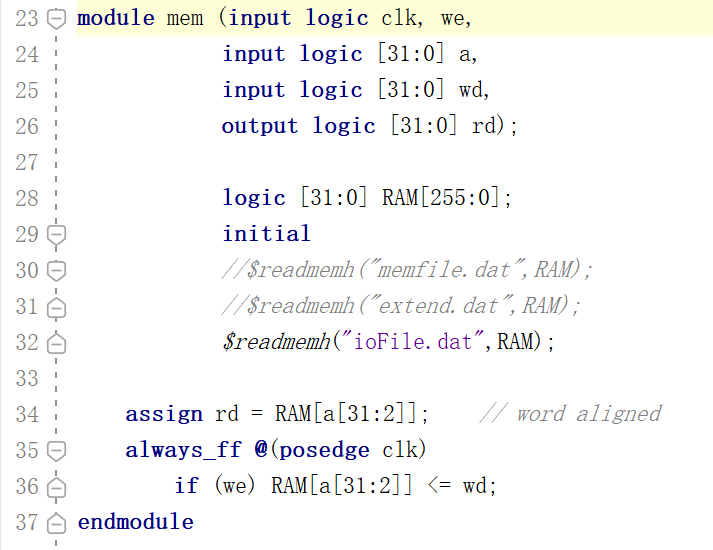 23 module mem (input logic clk, we,
24 input logic [31:0] a,
25 input logic [31:0] wd,
26 output logic [31:0] rd);
27
28 logic [31:0] RAM[255:0];
29 initial
30 //$readmemh("memfile.dat",RAM);
31 //$readmemh("extend.dat",RAM);
32 $readmemh("ioFile.dat",RAM);
33
34 assign rd = RAM[a[31:2]]; // word aligned
35 always_ff @(posedge clk)
36 if (we) RAM[a[31:2]] <= wd;
37 endmodule